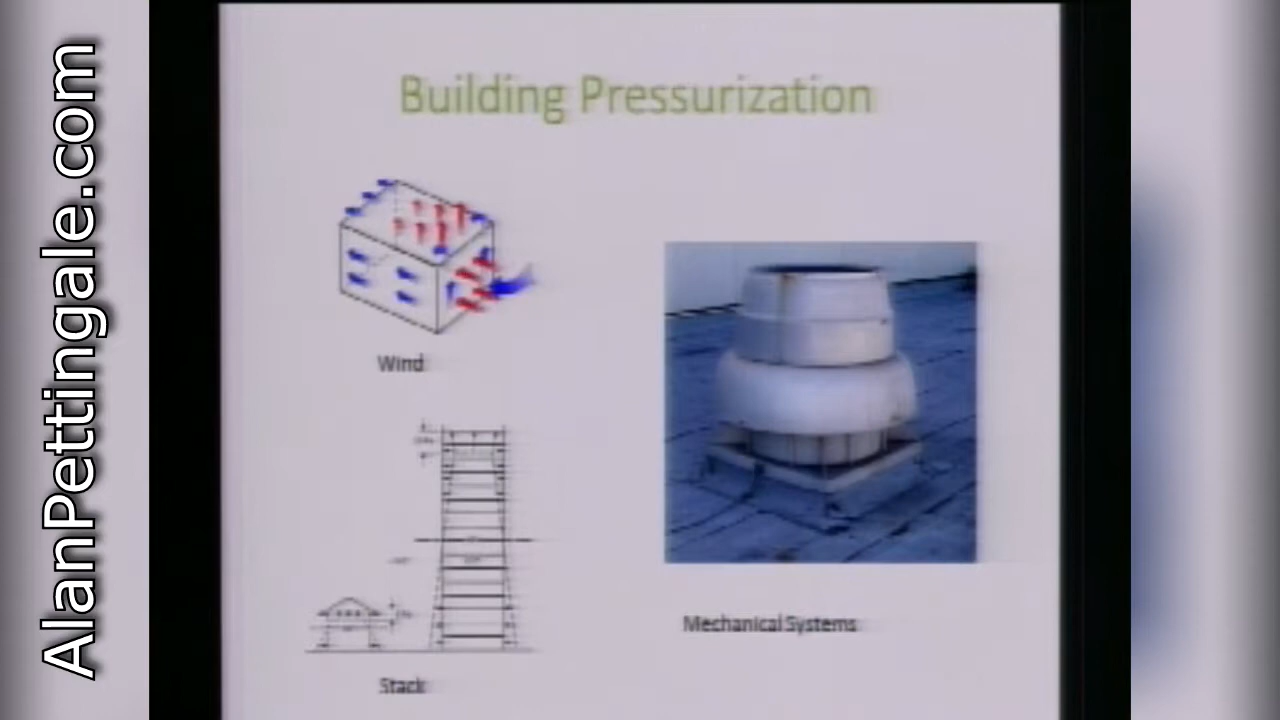 AlanPettingale.com
Building Pressurization
Wind
Stack
Mechanical Systems